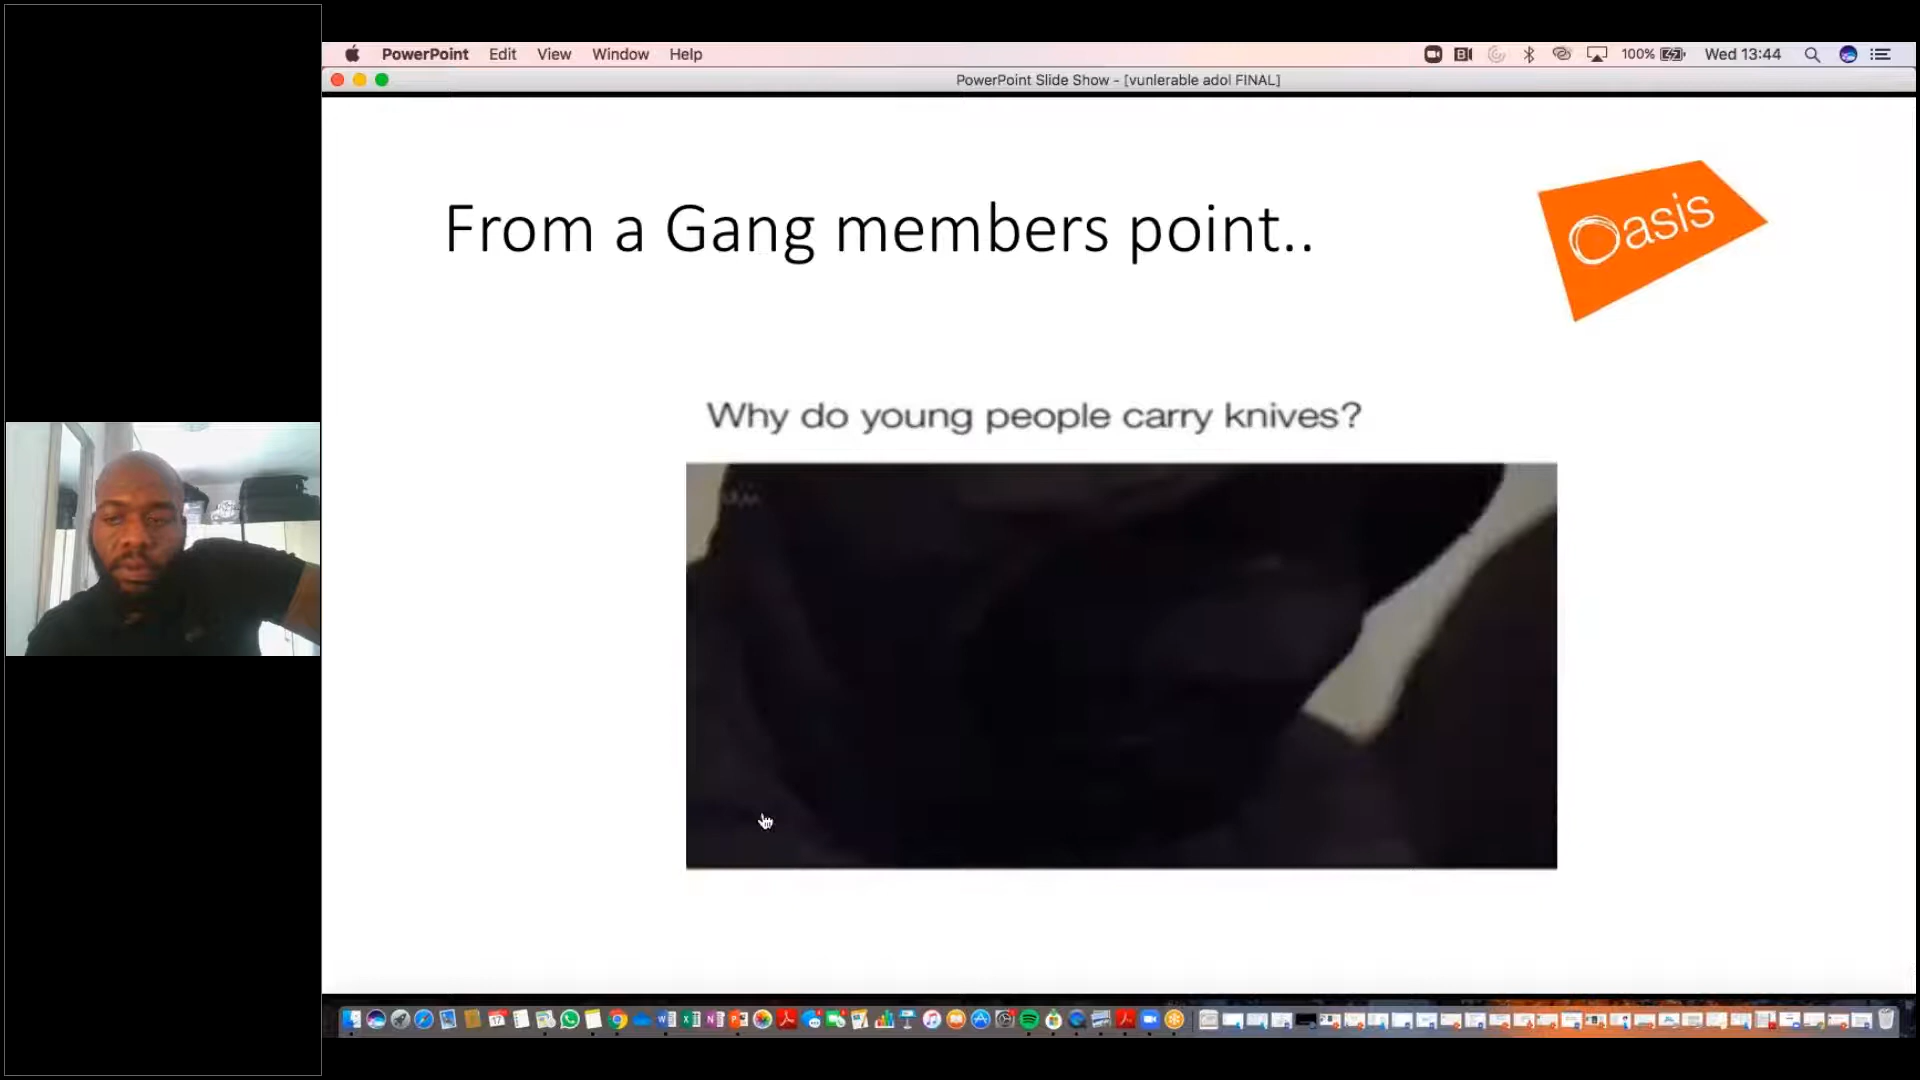 PowerPoint Edit View Window Help 100% Wed 13:44
PowerPoint Slide Show - [vunlerable adol FINAL]
From a Gang members point..
Oasis
Why do young people carry knives?